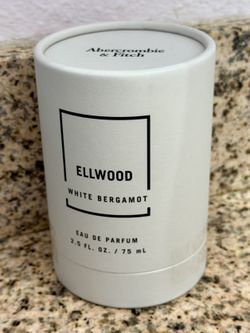 Abercrombie
& Fitch
ELLWOOD
WHITE BERGAMOT
EAU DE PARFUM
2.5 FL. OZ. / 75 mL